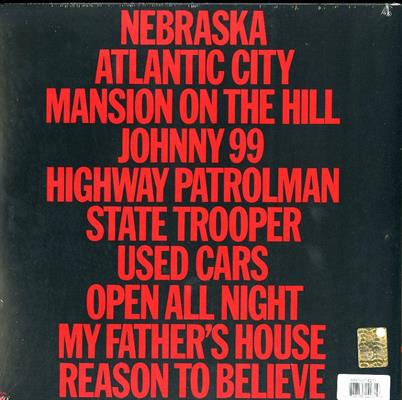 NEBRASKA
ATLANTIC CITY
MANSION ON THE HILL
JOHNNY 99
HIGHWAY PATROLMAN
STATE TROOPER
USED CARS
OPEN ALL NIGHT
MY FATHER'S HOUSE
REASON TO BELIEVE